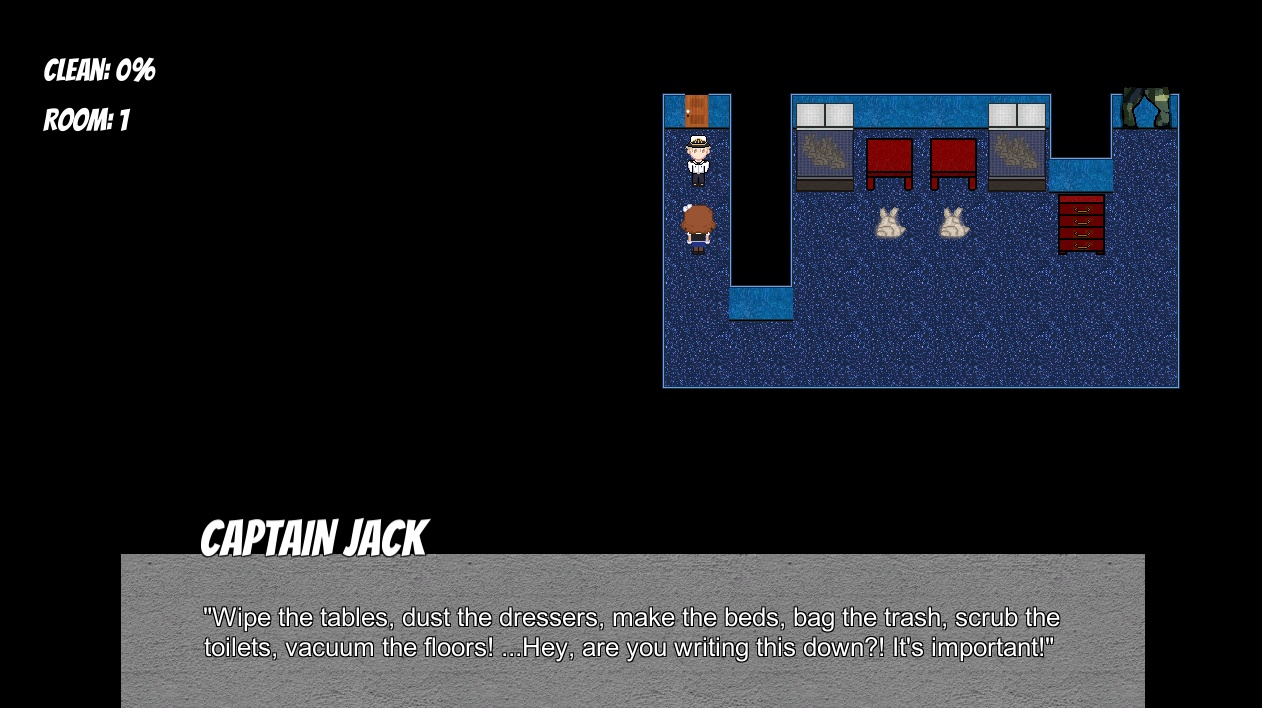 CLEAN: 0%
ROOM: 1
CAPTAIN JACK
"Wipe the tables, dust the dressers, make the beds, bag the trash, scrub the
toilets, vacuum the floors! ...Hey, are you writing this down?! It's important!"